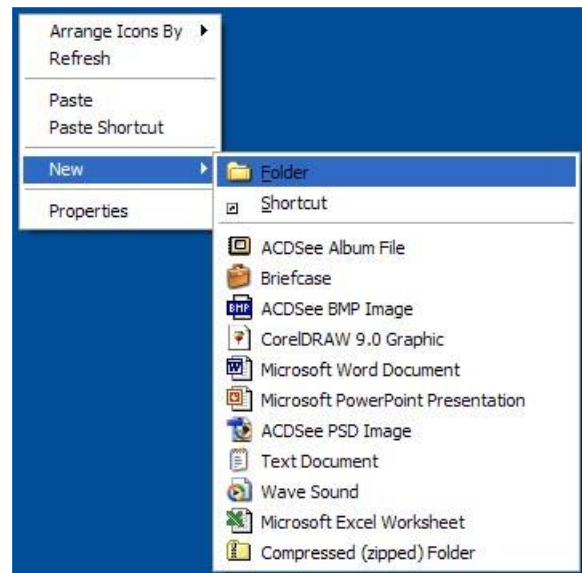 Arrange Icons By
Refresh
Paste
Paste Shortcut
New
Properties
Folder
Shortcut
ACDSee Album File
Briefcase
BMP ACDSee BMP Image
CorelDRAW 9.0 Graphic
Microsoft Word Document
Microsoft PowerPoint Presentation
ACDSee PSD Image
Text Document
Wave Sound
Microsoft Excel Worksheet
Compressed (zipped) Folder